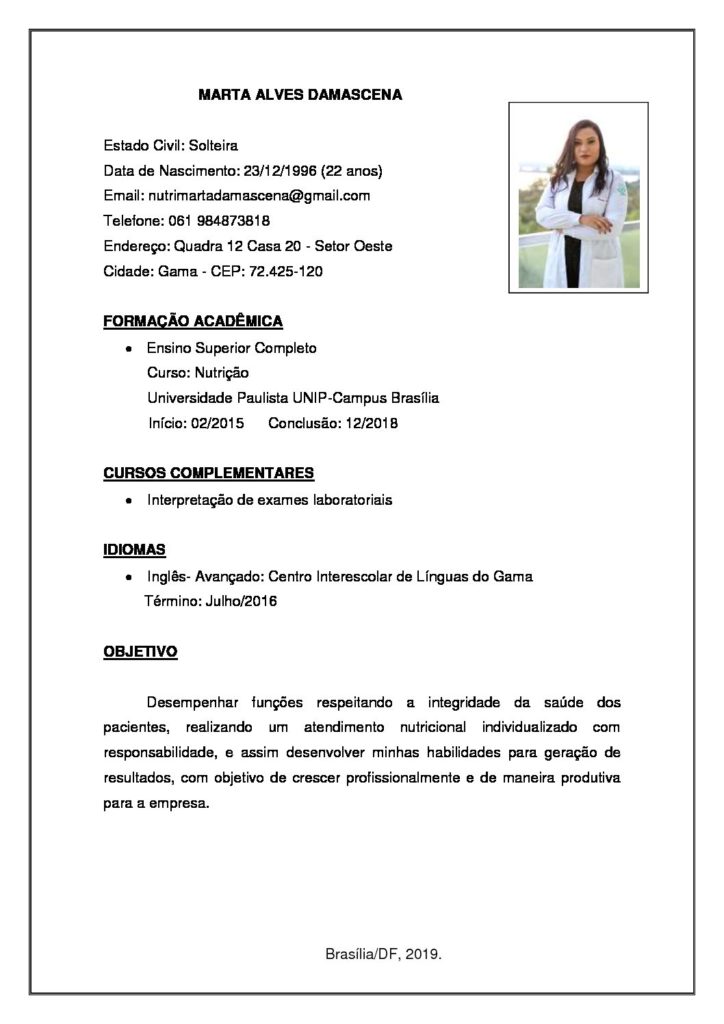 MARTA ALVES DAMASCENA
Estado Civil: Solteira
Data de Nascimento: 23/12/1996 (22 anos)
Email: nutrimartadamascena@gmail.com
Telefone: 061 984873818
Endereço: Quadra 12 Casa 20 - Setor Oeste
Cidade: Gama - CEP: 72.425-120
FORMAÇÃO ACADÊMICA
• Ensino Superior Completo
Curso: Nutrição
Universidade Paulista UNIP-Campus Brasília
Início: 02/2015 Conclusão: 12/2018
CURSOS COMPLEMENTARES
• Interpretação de exames laboratoriais
IDIOMAS
• Inglês- Avançado: Centro Interescolar de Línguas do Gama
Término: Julho/2016
OBJETIVO
Desempenhar funções respeitando a integridade da saúde dos
pacientes, realizando um atendimento nutricional individualizado com
responsabilidade, e assim desenvolver minhas habilidades para geração de
resultados, com objetivo de crescer profissionalmente e de maneira produtiva
para a empresa.
Brasília/DF, 2019.